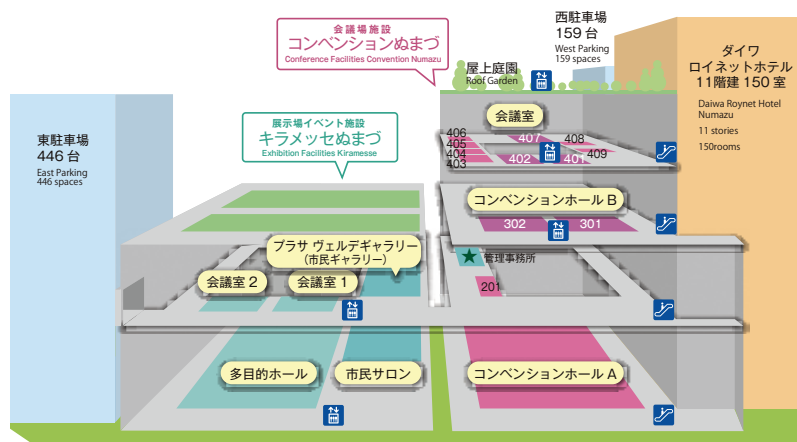 会議場施設
コンベンションぬまづ
Conference Facilities Convention Numazu
西駐車場
159 台
West Parking
159 spaces
屋上庭園
Roof Garden
ダイワ
ロイネットホテル
11階建 150 室
Daiwa Roynet Hotel
Numazu
11 stories
150rooms
東駐車場
446 台
East Parking
446 spaces
展示場イベント施設
キラメッセぬまづ
Exhibition Facilities Kiramesse
会議室
406
405
404
403
407
408
402
401
409
コンベンションホール B
302
301
プラサ ヴェルデギャラリー
（市民ギャラリー）
管理事務所
会議室 2
会議室 1
201
多目的ホール
市民サロン
コンベンションホール A